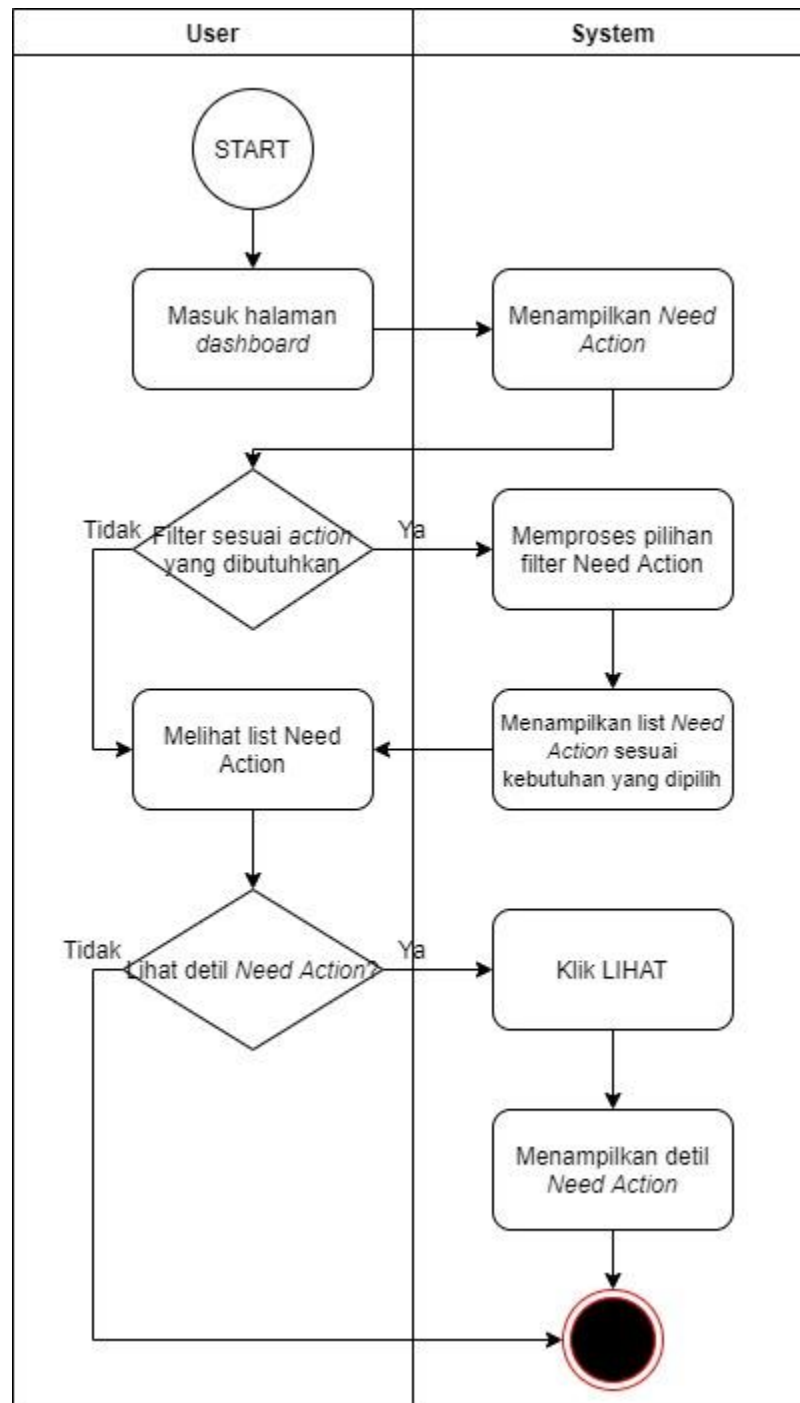 User
System
START
Masuk halaman
dashboard
Menampilkan Need
Action
Tidak
Filter sesuai action
yang dibutuhkan
Ya
Memproses pilihan
filter Need Action
Melihat list Need
Action
Menampilkan list Need
Action sesuai
kebutuhan yang dipilih
Tidak
Lihat detil Need Action?
Ya
Klik LIHAT
Menampilkan detil
Need Action